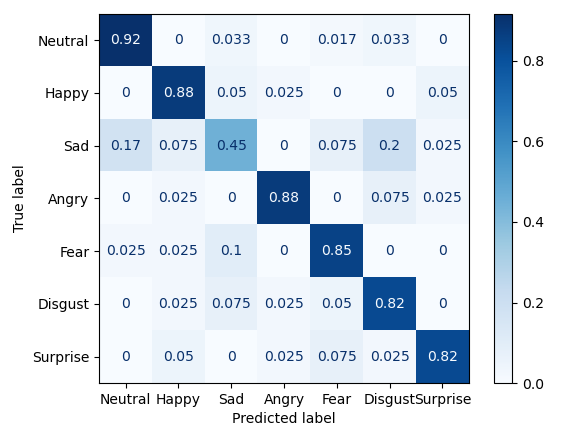 Neutral 0.92 0 0.033 0 0.017 0.033 0
Happy 0 0.88 0.05 0.025 0 0 0.05
Sad 0.17 0.075 0.45 0 0.075 0.2 0.025
Angry 0 0.025 0 0.88 0 0.075 0.025
Fear 0.025 0.025 0.1 0 0.85 0 0
Disgust 0 0.025 0.075 0.025 0.05 0.82 0
Surprise 0 0.05 0 0.025 0.075 0.025 0.82
Neutral Happy Sad Angry Fear Disgust Surprise
Predicted label
True label
0.8
0.6
0.4
0.2
0.0